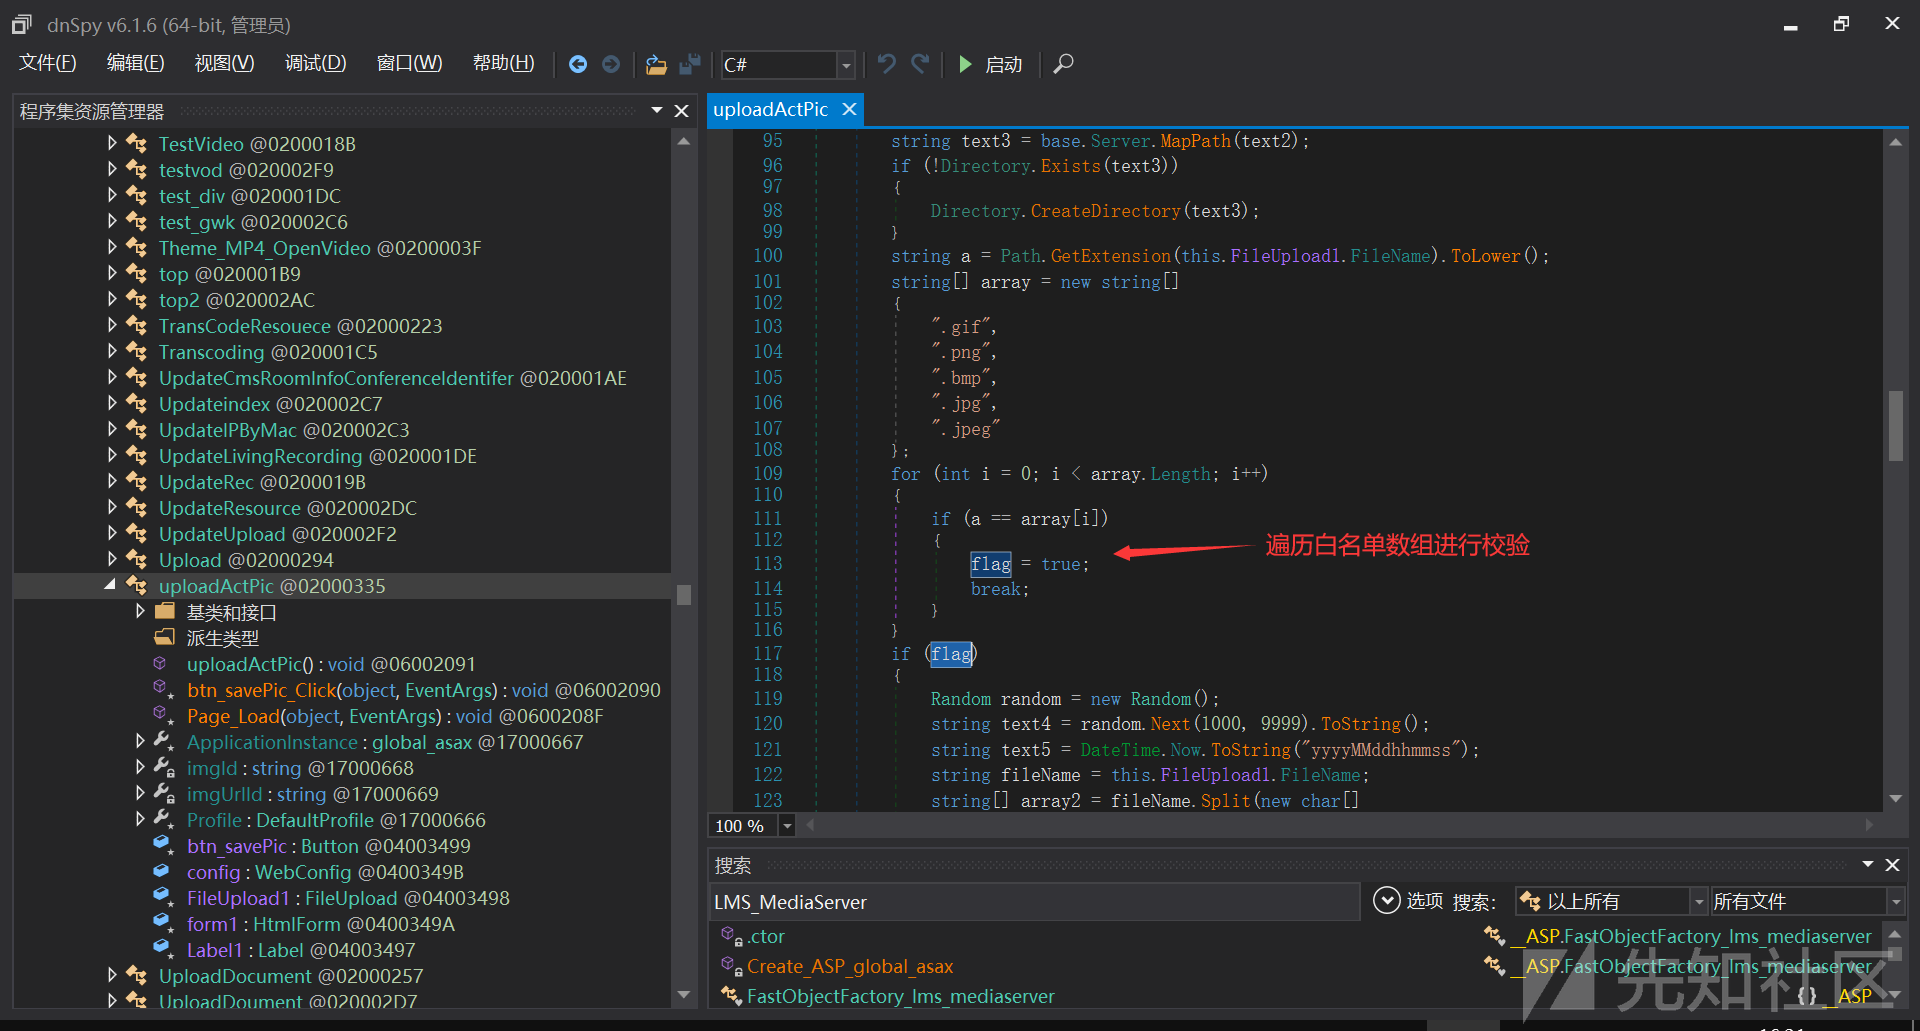 dnSpy v6.1.6 (64-bit, 管理员)
文件(F) 编辑(E) 视图(V) 调试(D) 窗口(W) 帮助(H) C# 启动
程序集资源管理器
TestVideo @0200018B
testvod @020002F9
test_div @020001DC
test_gwk @020002C6
Theme_MP4_OpenVideo @0200003F
top @020001B9
top2 @020002AC
TransCodeResouece @02000223
Transcoding @020001C5
UpdateCmsRoomInfoConferenceIdentifer @020001AE
Updateindex @020002C7
UpdateIPByMac @020002C3
UpdateLivingRecording @020001DE
UpdateRec @0200019B
UpdateResource @020002DC
UpdateUpload @020002F2
Upload @02000294
uploadActPic @02000335
基类和接口
派生类型
uploadActPic() : void @06002091
btn_savePic_Click(object, EventArgs) : void @06002090
Page_Load(object, EventArgs) : void @0600208F
ApplicationInstance : global_asax @17000667
imgId : string @17000668
imgUrlId : string @17000669
Profile : DefaultProfile @17000666
btn_savePic : Button @04003499
config : WebConfig @0400349B
FileUpload1 : FileUpload @04003498
form1 : HtmlForm @0400349A
Label1 : Label @04003497
UploadDocument @02000257
UploadDoument @020002D7
uploadActPic
95 string text3 = base.Server.MapPath(text2);
96 if (!Directory.Exists(text3))
97 {
98 Directory.CreateDirectory(text3);
99 }
100 string a = Path.GetExtension(this.FileUpload1.FileName).ToLower();
101 string[] array = new string[]
102 {
103 ".gif",
104 ".png",
105 ".bmp",
106 ".jpg",
107 ".jpeg"
108 };
109 for (int i = 0; i < array.Length; i++)
110 {
111 if (a == array[i])
112 {
113 flag = true;
114 break;
115 }
116 }
117 if (flag)
118 {
119 Random random = new Random();
120 string text4 = random.Next(1000, 9999).ToString();
121 string text5 = DateTime.Now.ToString("yyyyMMddhhmmss");
122 string fileName = this.FileUpload1.FileName;
123 string[] array2 = fileName.Split(new char[]
遍历白名单数组进行校验
100 %
搜索
LMS_MediaServer 选项 搜索: 以上所有 所有文件
.ctor __ASP.FastObjectFactory_lms_mediaserver
Create_ASP_global_asax __ASP.FastObjectFactory_lms_mediaserver
FastObjectFactory_lms_mediaserver {} __ASP
先知社区